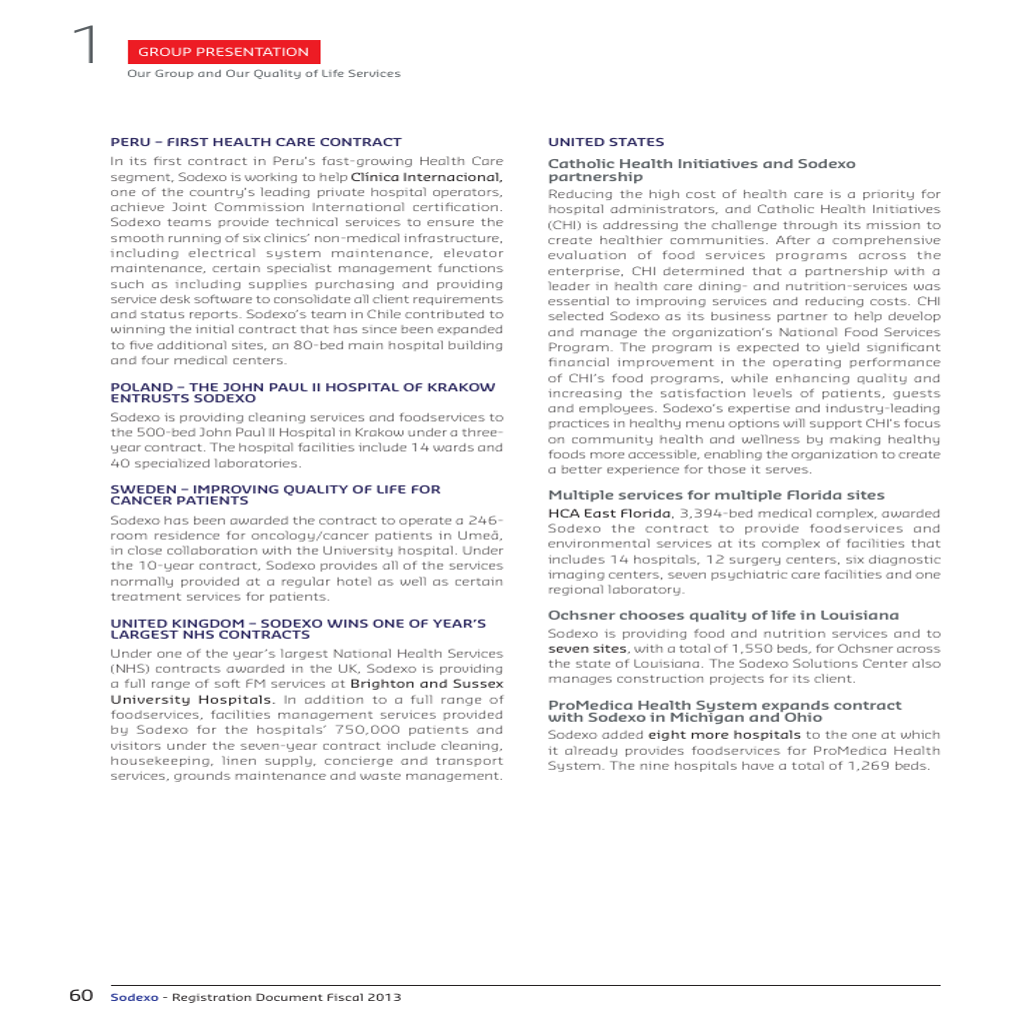 1
GROUP PRESENTATION
Our Group and Our Quality of Life Services
PERU – FIRST HEALTH CARE CONTRACT
In its first contract in Peru's fast-growing Health Care
segment, Sodexo is working to help Clínica Internacional,
one of the country's leading private hospital operators,
achieve Joint Commission International certification.
Sodexo teams provide technical services to ensure the
smooth running of six clinics' non-medical infrastructure,
including electrical system maintenance, elevator
maintenance, certain specialist management functions
such as including supplies purchasing and providing
service desk software to consolidate all client requirements
and status reports. Sodexo's team in Chile contributed to
winning the initial contract that has since been expanded
to five additional sites, an 80-bed main hospital building
and four medical centers.
POLAND – THE JOHN PAUL II HOSPITAL OF KRAKOW
ENTRUSTS SODEXO
Sodexo is providing cleaning services and foodservices to
the 500-bed John Paul II Hospital in Krakow under a three-
year contract. The hospital facilities include 14 wards and
40 specialized laboratories.
SWEDEN – IMPROVING QUALITY OF LIFE FOR
CANCER PATIENTS
Sodexo has been awarded the contract to operate a 246-
room residence for oncology/cancer patients in Umeå,
in close collaboration with the University hospital. Under
the 10-year contract, Sodexo provides all of the services
normally provided at a regular hotel as well as certain
treatment services for patients.
UNITED KINGDOM – SODEXO WINS ONE OF YEAR'S
LARGEST NHS CONTRACTS
Under one of the year's largest National Health Services
(NHS) contracts awarded in the UK, Sodexo is providing
a full range of soft FM services at Brighton and Sussex
University Hospitals. In addition to a full range of
foodservices, facilities management services provided
by Sodexo for the hospitals' 750,000 patients and
visitors under the seven-year contract include cleaning,
housekeeping, linen supply, concierge and transport
services, grounds maintenance and waste management.
UNITED STATES
Catholic Health Initiatives and Sodexo
partnership
Reducing the high cost of health care is a priority for
hospital administrators, and Catholic Health Initiatives
(CHI) is addressing the challenge through its mission to
create healthier communities. After a comprehensive
evaluation of food services programs across the
enterprise, CHI determined that a partnership with a
leader in health care dining- and nutrition-services was
essential to improving services and reducing costs. CHI
selected Sodexo as its business partner to help develop
and manage the organization's National Food Services
Program. The program is expected to yield significant
financial improvement in the operating performance
of CHI's food programs, while enhancing quality and
increasing the satisfaction levels of patients, guests
and employees. Sodexo's expertise and industry-leading
practices in healthy menu options will support CHI's focus
on community health and wellness by making healthy
foods more accessible, enabling the organization to create
a better experience for those it serves.
Multiple services for multiple Florida sites
HCA East Florida, 3,394-bed medical complex, awarded
Sodexo the contract to provide foodservices and
environmental services at its complex of facilities that
includes 14 hospitals, 12 surgery centers, six diagnostic
imaging centers, seven psychiatric care facilities and one
regional laboratory.
Ochsner chooses quality of life in Louisiana
Sodexo is providing food and nutrition services and to
seven sites, with a total of 1,550 beds, for Ochsner across
the state of Louisiana. The Sodexo Solutions Center also
manages construction projects for its client.
ProMedica Health System expands contract
with Sodexo in Michigan and Ohio
Sodexo added eight more hospitals to the one at which
it already provides foodservices for ProMedica Health
System. The nine hospitals have a total of 1,269 beds.
60 Sodexo - Registration Document Fiscal 2013